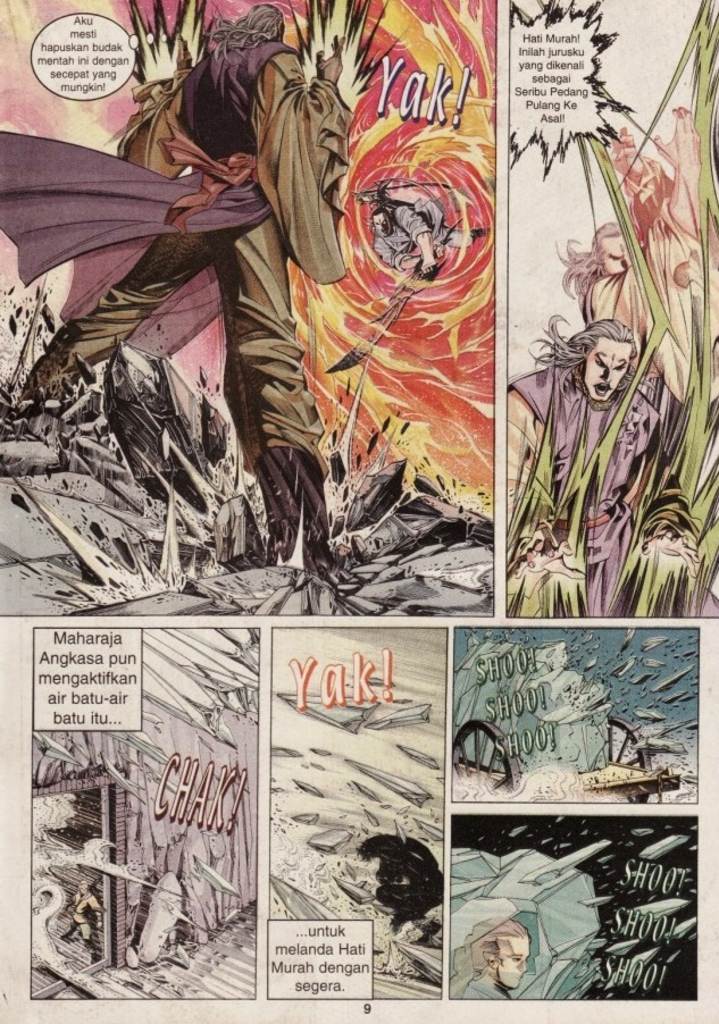 Aku
mesti
hapuskan budak
mentah ini dengan
secepat yang
mungkin!
Yak!
Hati Murah!
Inilah jurusku
yang dikenali
sebagai
Seribu Pedang
Pulang Ke
Asal!
Maharaja
Angkasa pun
mengaktifkan
air batu-air
batu itu...
CHAK!
Yak!
...untuk
melanda Hati
Murah dengan
segera.
SHOO!
SHOO!
SHOO!
SHOO!
SHOO!
SHOO!
9